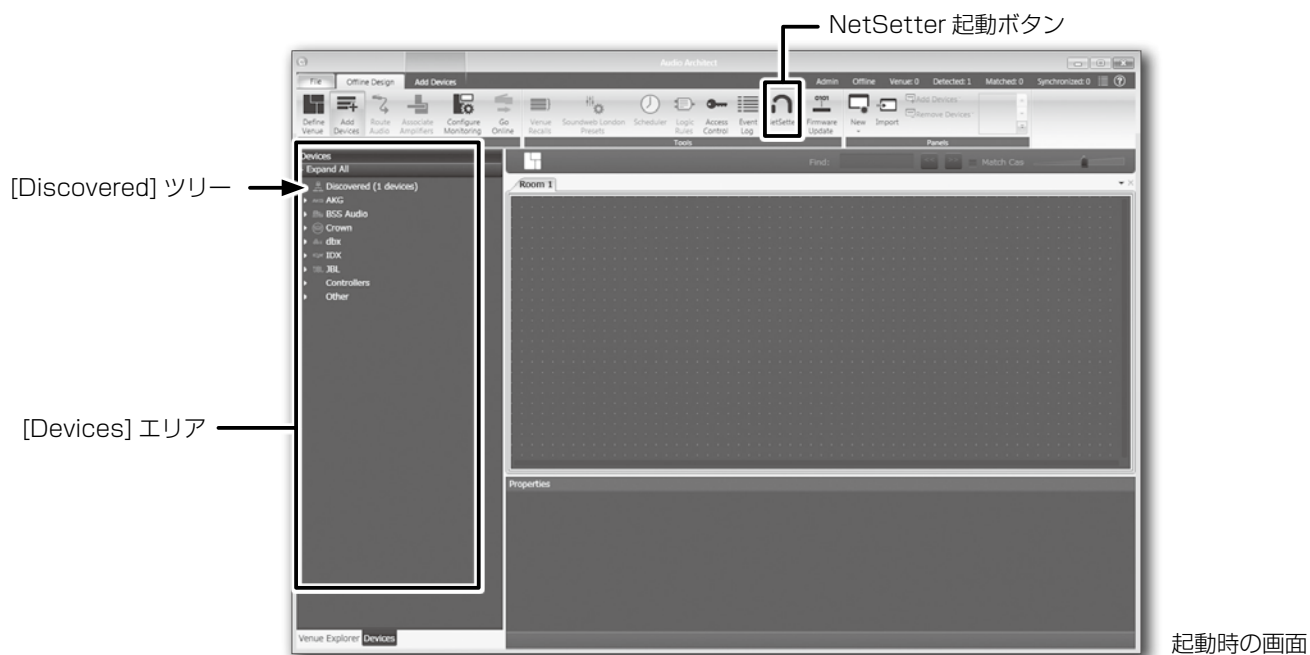 NetSetter 起動ボタン
Audio Architect
File Offline Design Add Devices Admin Offline Venue: 0 Detected: 1 Matched: 0 Synchronized: 0
Define Venue
Add Devices
Route Audio
Associate Amplifiers
Configure Monitoring
Go Online
Venue Recalls
Soundweb London Presets
Scheduler
Logic Rules
Access Control
Event Log
NetSette
0101
Firmware Update
New
Import
Add Devices
Remove Devices
Tools
Panels
Devices
- Expand All
Find:
Match Cas
[Discovered] ツリー
Discovered (1 devices)
AKG
BSS Audio
Crown
dbx
IDX
JBL
Controllers
Other
Room 1
[Devices] エリア
Properties
Venue Explorer Devices
起動時の画面